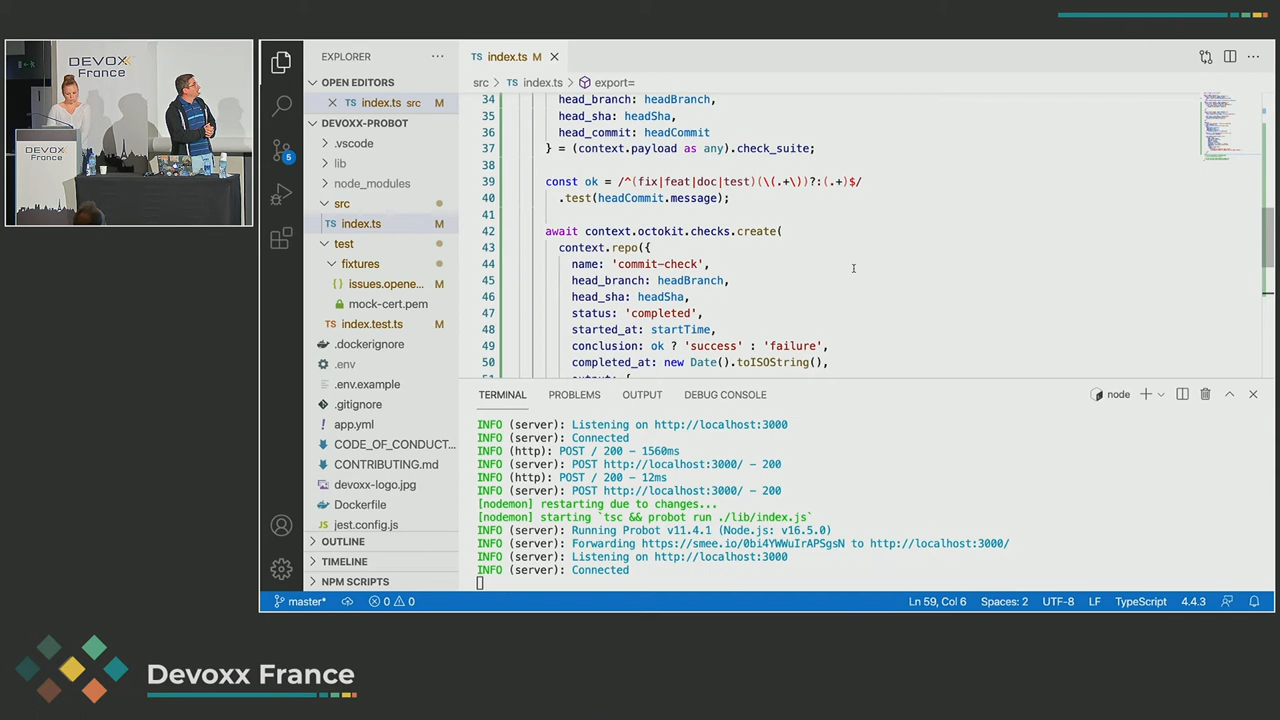 DEVOXX
France
DEVOXX
France
EXPLORER
OPEN EDITORS
index.ts src M
DEVOXX-PROBOT
.vscode
lib
node_modules
src
index.ts M
test
fixtures
issues.opene... M
mock-cert.pem
index.test.ts M
.dockerignore
.env
.env.example
.gitignore
app.yml
CODE_OF_CONDUCT...
CONTRIBUTING.md
devoxx-logo.jpg
Dockerfile
jest.config.js
OUTLINE
TIMELINE
NPM SCRIPTS
5
TS index.ts M
src > TS index.ts > export=
34 head_branch: headBranch,
35 head_sha: headSha,
36 head_commit: headCommit
37 } = (context.payload as any).check_suite;
38
39 const ok = /^(fix|feat|doc|test)(\(.+\))?:(.+)$/
40 .test(headCommit.message);
41
42 await context.octokit.checks.create(
43 context.repo({
44 name: 'commit-check',
45 head_branch: headBranch,
46 head_sha: headSha,
47 status: 'completed',
48 started_at: startTime,
49 conclusion: ok ? 'success' : 'failure',
50 completed_at: new Date().toISOString(),
TERMINAL PROBLEMS OUTPUT DEBUG CONSOLE node
INFO (server): Listening on http://localhost:3000
INFO (server): Connected
INFO (http): POST / 200 - 1560ms
INFO (server): POST http://localhost:3000/ - 200
INFO (http): POST / 200 - 12ms
INFO (server): POST http://localhost:3000/ - 200
[nodemon] restarting due to changes...
[nodemon] starting `tsc && probot run ./lib/index.js`
INFO (server): Running Probot v11.4.1 (Node.js: v16.5.0)
INFO (server): Forwarding https://smee.io/0bi4YWWuIrAPSgsN to http://localhost:3000/
INFO (server): Listening on http://localhost:3000
INFO (server): Connected
master* 0 0 Ln 59, Col 6 Spaces: 2 UTF-8 LF TypeScript 4.4.3
Devoxx France